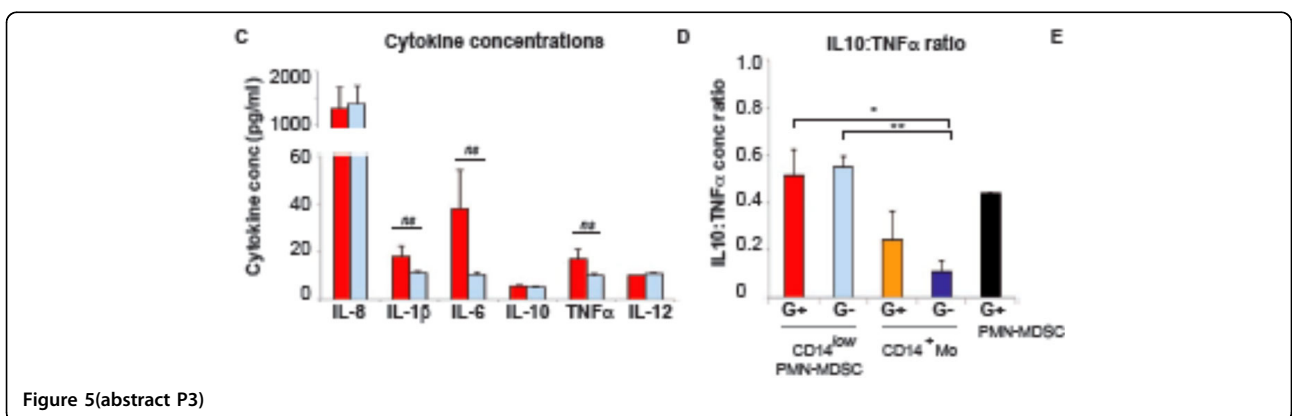 C Cytokine concentrations D IL10:TNFα ratio E
Cytokine conc (pg/ml)
2000
1000
60
40
20
0
ns
ns
ns
IL-8 IL-1β IL-6 IL-10 TNFα IL-12
IL10:TNFα conc ratio
1.0
0.8
0.6
0.4
0.2
0
*
**
G+ G- G+ G- G+
CD14low CD14+Mo PMN-MDSC
PMN-MDSC
Figure 5(abstract P3)